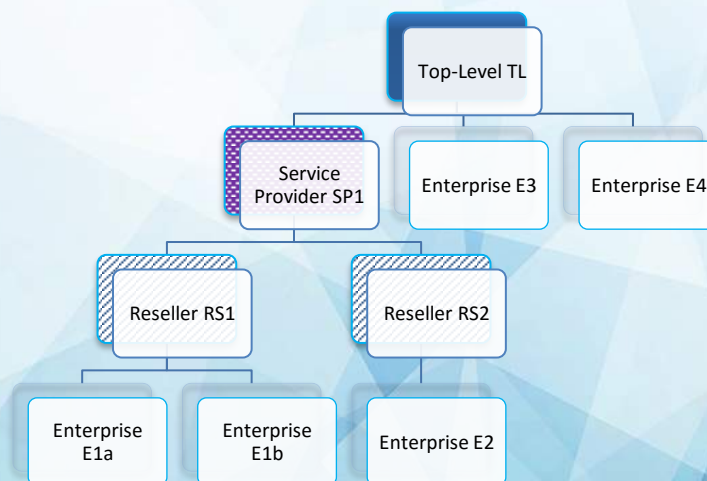 Top-Level TL
Service
Provider SP1
Enterprise E3
Enterprise E4
Reseller RS1
Reseller RS2
Enterprise
E1a
Enterprise
E1b
Enterprise E2